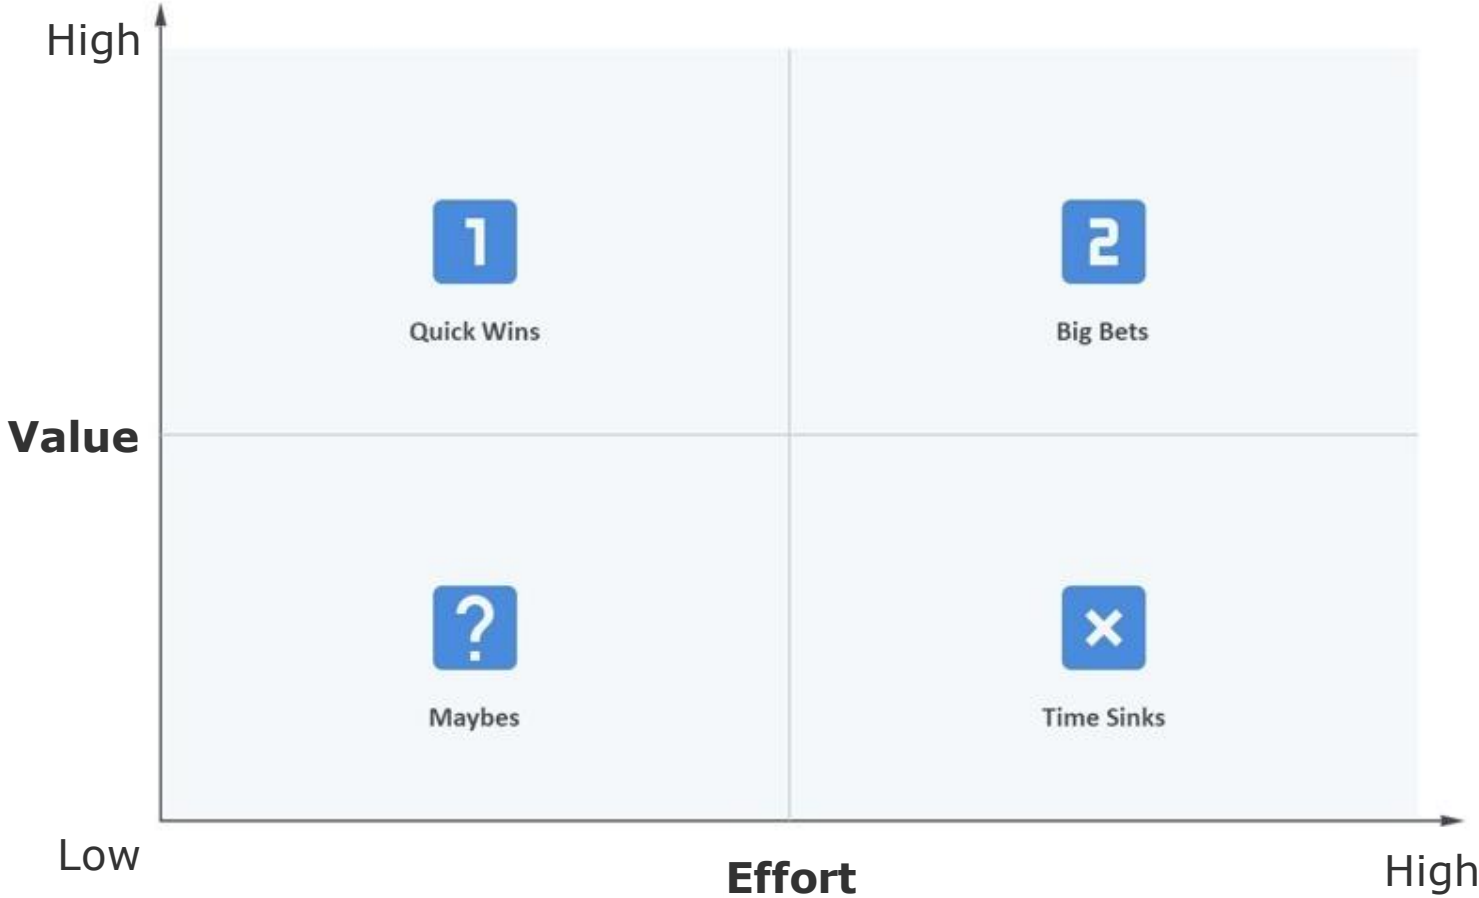 High
1
2
Quick Wins
Big Bets
Value
?
×
Maybes
Time Sinks
Low
Effort
High